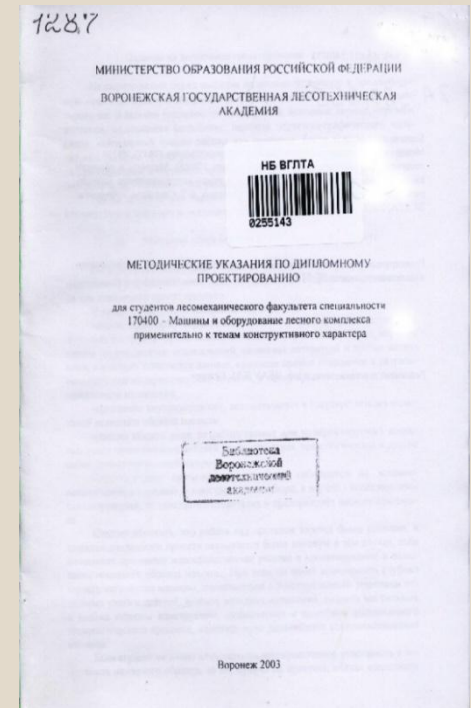 1287
МИНИСТЕРСТВО ОБРАЗОВАНИЯ РОССИЙСКОЙ ФЕДЕРАЦИИ
ВОРОНЕЖСКАЯ ГОСУДАРСТВЕННАЯ ЛЕСОТЕХНИЧЕСКАЯ
АКАДЕМИЯ
НБ ВГЛТА
0255143
МЕТОДИЧЕСКИЕ УКАЗАНИЯ ПО ДИПЛОМНОМУ
ПРОЕКТИРОВАНИЮ
для студентов лесомеханического факультета специальности
170400 - Машины и оборудование лесного комплекса
применительно к темам конструктивного характера
Библиотека
Воронежской
лесотехнической
академии
Воронеж 2003